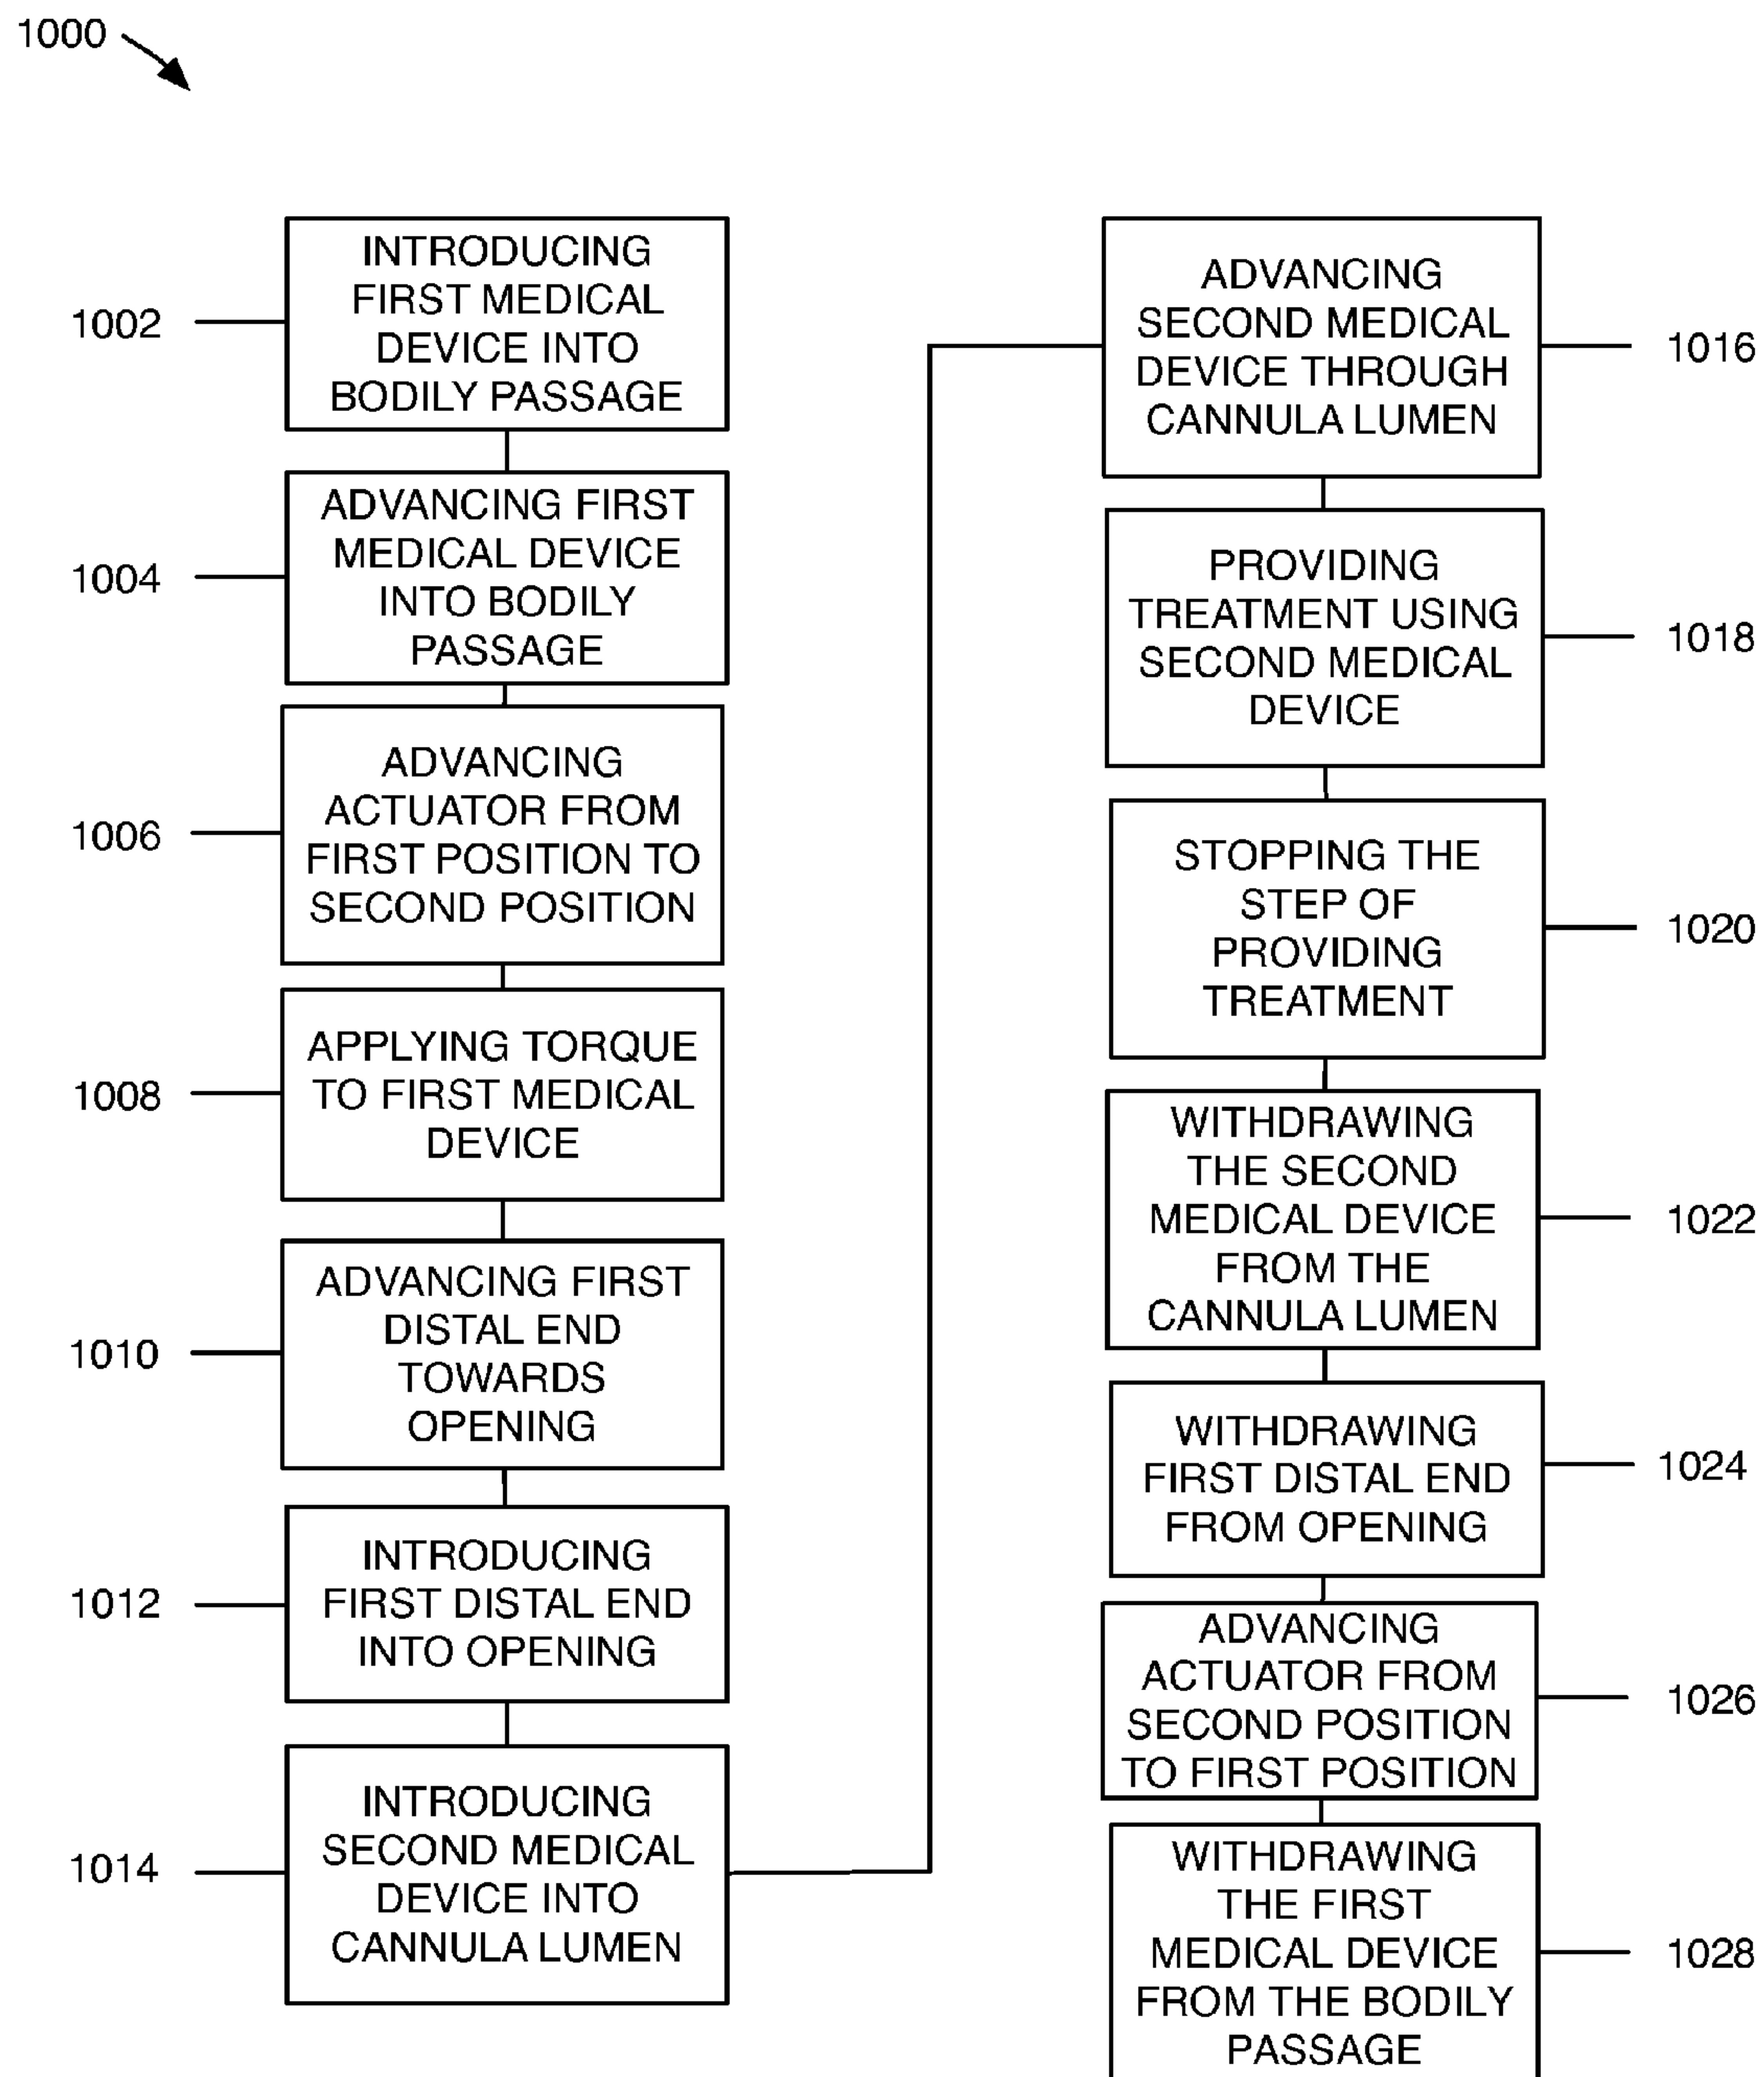 1000
1002
INTRODUCING
FIRST MEDICAL
DEVICE INTO
BODILY PASSAGE
1004
ADVANCING FIRST
MEDICAL DEVICE
INTO BODILY
PASSAGE
1006
ADVANCING
ACTUATOR FROM
FIRST POSITION TO
SECOND POSITION
1008
APPLYING TORQUE
TO FIRST MEDICAL
DEVICE
1010
ADVANCING FIRST
DISTAL END
TOWARDS
OPENING
1012
INTRODUCING
FIRST DISTAL END
INTO OPENING
1014
INTRODUCING
SECOND MEDICAL
DEVICE INTO
CANNULA LUMEN
ADVANCING
SECOND MEDICAL
DEVICE THROUGH
CANNULA LUMEN
1016
PROVIDING
TREATMENT USING
SECOND MEDICAL
DEVICE
1018
STOPPING THE
STEP OF
PROVIDING
TREATMENT
1020
WITHDRAWING
THE SECOND
MEDICAL DEVICE
FROM THE
CANNULA LUMEN
1022
WITHDRAWING
FIRST DISTAL END
FROM OPENING
1024
ADVANCING
ACTUATOR FROM
SECOND POSITION
TO FIRST POSITION
1026
WITHDRAWING
THE FIRST
MEDICAL DEVICE
FROM THE BODILY
PASSAGE
1028